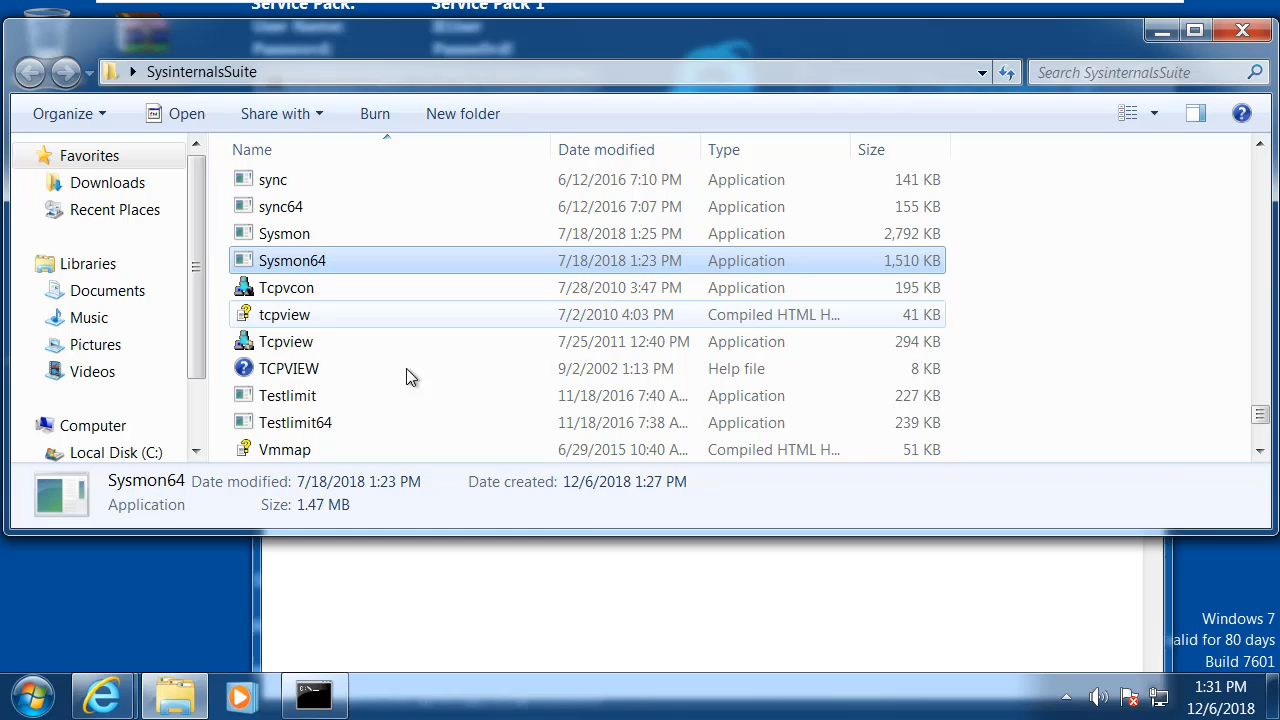 Service Pack: Service Pack 1
User Name: IEUser
Password: Passw0rd!
SysinternalsSuite
Search SysinternalsSuite
Organize
Open
Share with
Burn
New folder
Favorites
Downloads
Recent Places
Libraries
Documents
Music
Pictures
Videos
Computer
Local Disk (C:)
Name Date modified Type Size
sync 6/12/2016 7:10 PM Application 141 KB
sync64 6/12/2016 7:07 PM Application 155 KB
Sysmon 7/18/2018 1:25 PM Application 2,792 KB
Sysmon64 7/18/2018 1:23 PM Application 1,510 KB
Tcpvcon 7/28/2010 3:47 PM Application 195 KB
tcpview 7/2/2010 4:03 PM Compiled HTML H... 41 KB
Tcpview 7/25/2011 12:40 PM Application 294 KB
TCPVIEW 9/2/2002 1:13 PM Help file 8 KB
Testlimit 11/18/2016 7:40 A... Application 227 KB
Testlimit64 11/18/2016 7:38 A... Application 239 KB
Vmmap 6/29/2015 10:40 A... Compiled HTML H... 51 KB
Sysmon64 Date modified: 7/18/2018 1:23 PM Date created: 12/6/2018 1:27 PM
Application Size: 1.47 MB
Windows 7
alid for 80 days
Build 7601
C:\_
1:31 PM
12/6/2018